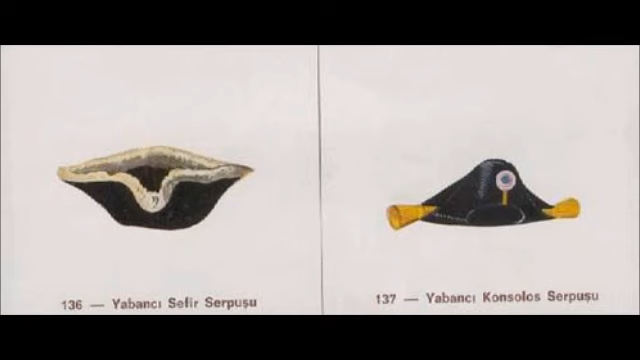 136 — Yabancı Sefir Serpuşu
137 — Yabancı Konsolos Serpuşu